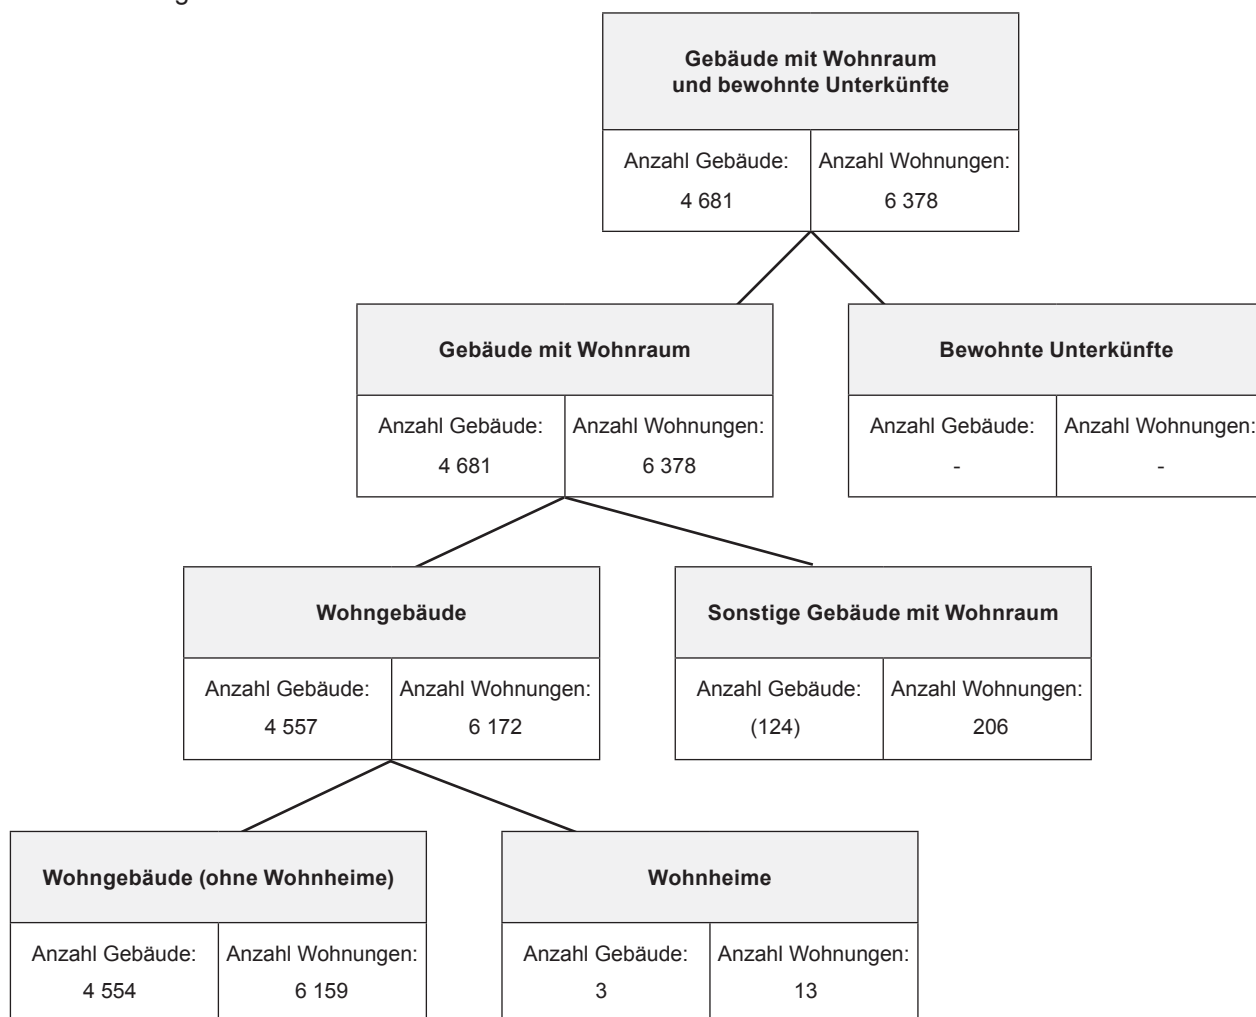 Gebäude mit Wohnraum
und bewohnte Unterkünfte
Anzahl Gebäude: Anzahl Wohnungen:
4 681 6 378
Gebäude mit Wohnraum
Bewohnte Unterkünfte
Anzahl Gebäude: Anzahl Wohnungen:
4 681 6 378
Anzahl Gebäude: Anzahl Wohnungen:
- -
Wohngebäude
Sonstige Gebäude mit Wohnraum
Anzahl Gebäude: Anzahl Wohnungen:
4 557 6 172
Anzahl Gebäude: Anzahl Wohnungen:
(124) 206
Wohngebäude (ohne Wohnheime)
Wohnheime
Anzahl Gebäude: Anzahl Wohnungen:
4 554 6 159
Anzahl Gebäude: Anzahl Wohnungen:
3 13